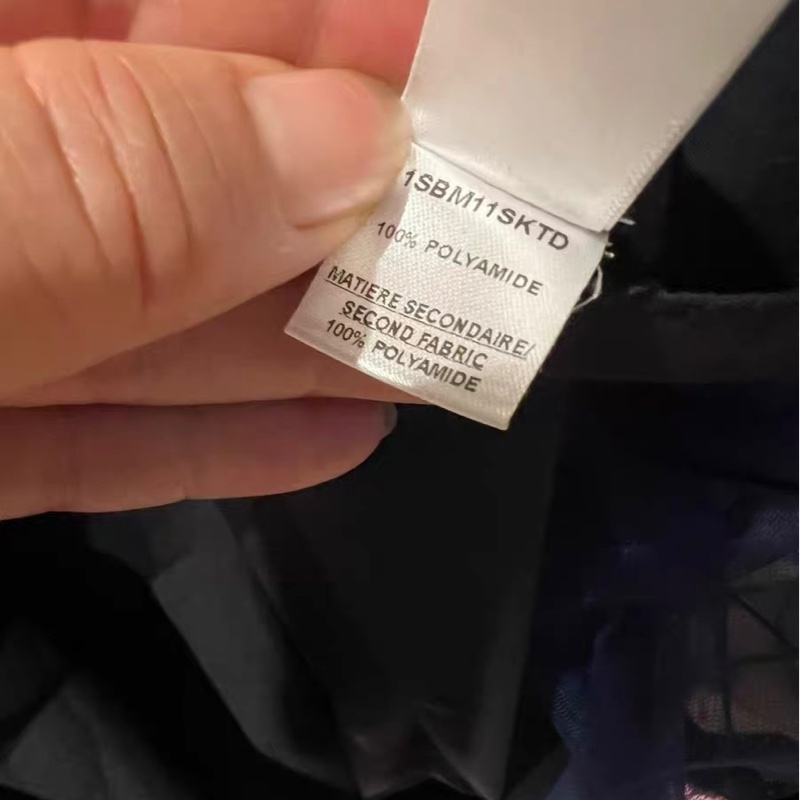 1SBM11SKTD
100% POLYAMIDE
MATIERE SECONDAIRE/
SECOND FABRIC
100% POLYAMIDE